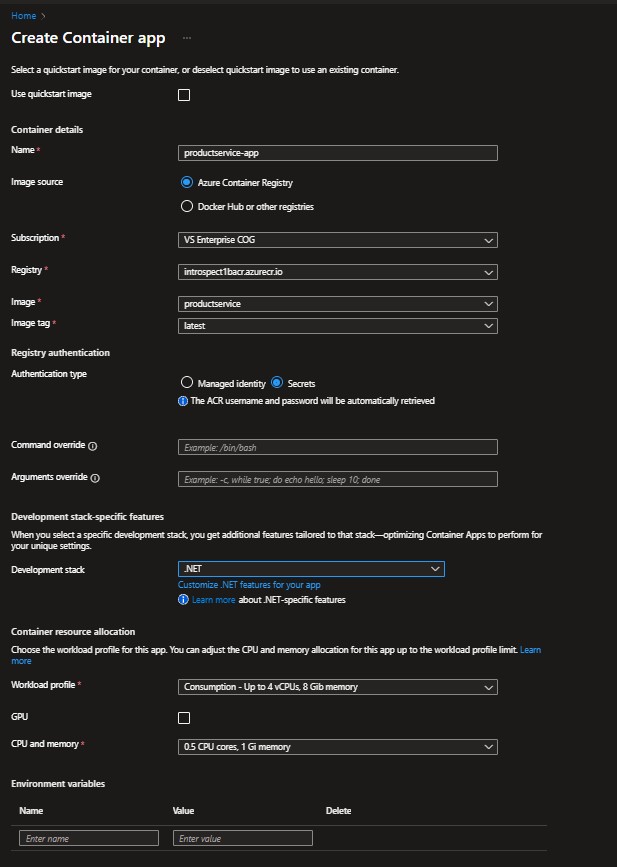 Home >
Create Container app ...
Select a quickstart image for your container, or deselect quickstart image to use an existing container.
Use quickstart image
Container details
Name *
productservice-app
Image source
Azure Container Registry
Docker Hub or other registries
Subscription *
VS Enterprise COG
Registry *
introspect1bacr.azurecr.io
Image *
productservice
Image tag *
latest
Registry authentication
Authentication type
Managed identity
Secrets
The ACR username and password will be automatically retrieved
Command override
Example: /bin/bash
Arguments override
Example: -c, while true; do echo hello; sleep 10; done
Development stack-specific features
When you select a specific development stack, you get additional features tailored to that stack—optimizing Container Apps to perform for
your unique settings.
Development stack
.NET
Customize .NET features for your app
Learn more about .NET-specific features
Container resource allocation
Choose the workload profile for this app. You can adjust the CPU and memory allocation for this app up to the workload profile limit. Learn
more
Workload profile *
Consumption - Up to 4 vCPUs, 8 Gib memory
GPU
CPU and memory *
0.5 CPU cores, 1 Gi memory
Environment variables
Name Value Delete
Enter name Enter value